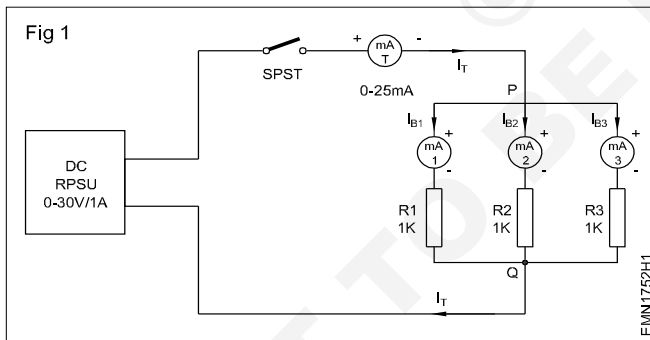 Fig 1
SPST
+ mA T -
I_T
0-25mA
P
I_B1 I_B2 I_B3
+ + +
mA 1 mA 2 mA 3
- - -
DC
RPSU
0-30V/1A
R1 1K R2 1K R3 1K
Q
I_T
EMN1752H1